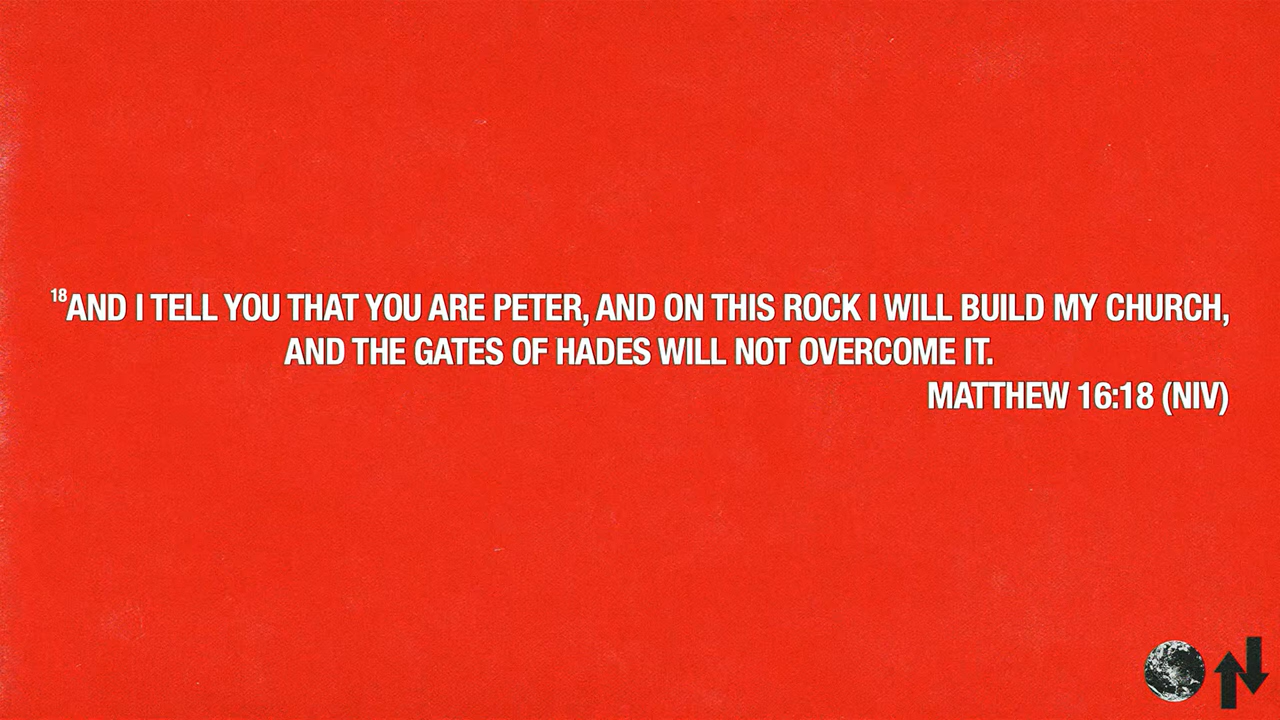 18AND I TELL YOU THAT YOU ARE PETER, AND ON THIS ROCK I WILL BUILD MY CHURCH,
AND THE GATES OF HADES WILL NOT OVERCOME IT.
MATTHEW 16:18 (NIV)